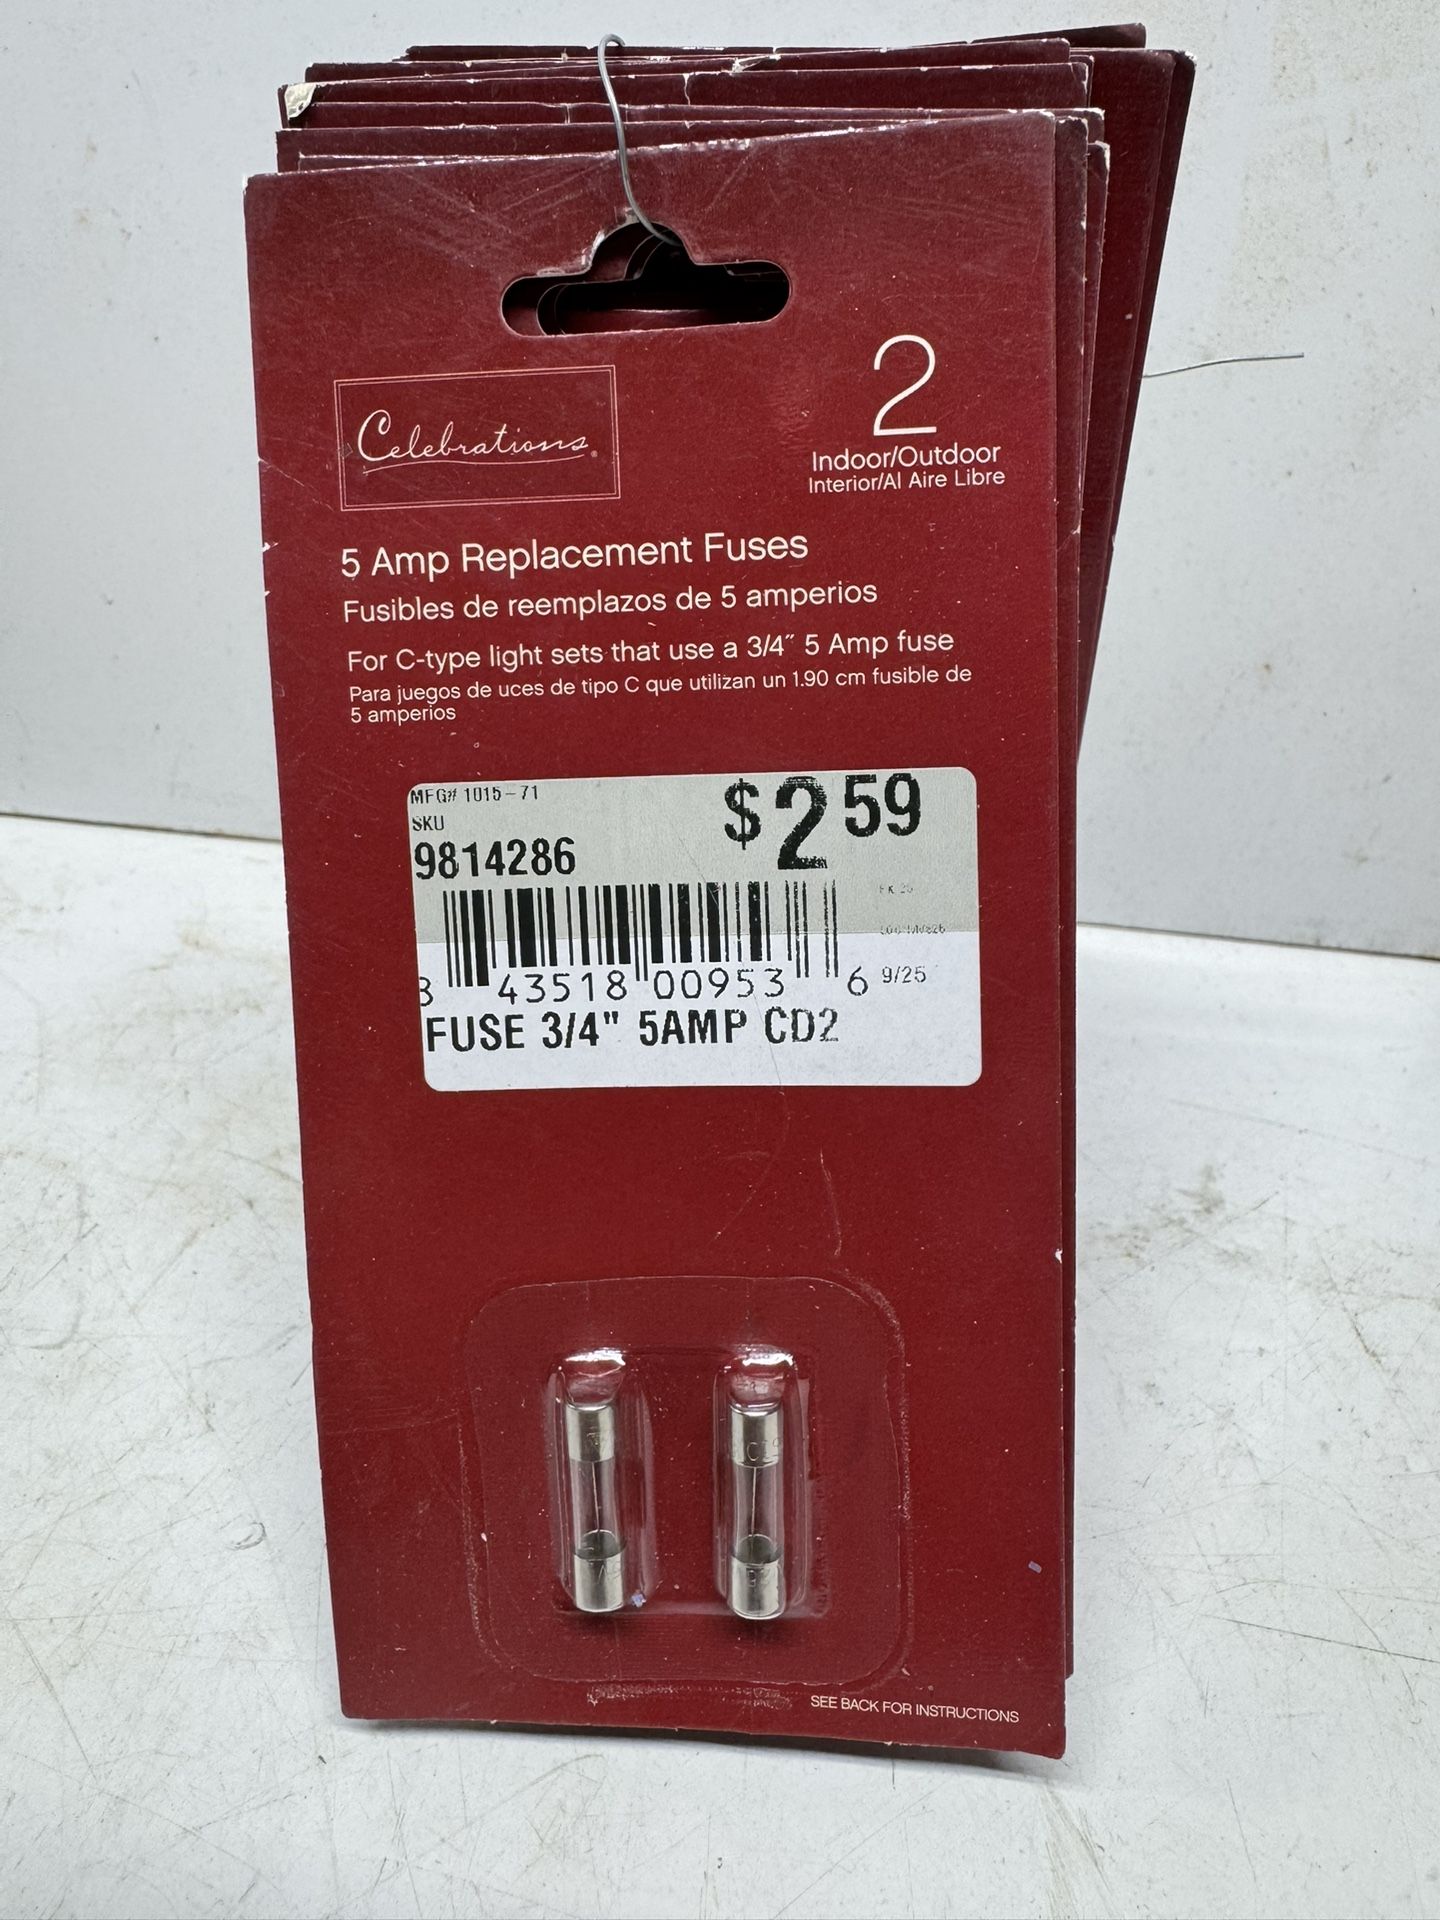 Celebrations
2
Indoor/Outdoor
Interior/Al Aire Libre
5 Amp Replacement Fuses
Fusibles de reemplazos de 5 amperios
For C-type light sets that use a 3/4" 5 Amp fuse
Para juegos de uces de tipo C que utilizan un 1.90 cm fusible de
5 amperios
MFG# 1015-71
SKU
9814286
$2 59
8 43518 00953 6 9/25
FUSE 3/4" 5AMP CD2
SEE BACK FOR INSTRUCTIONS